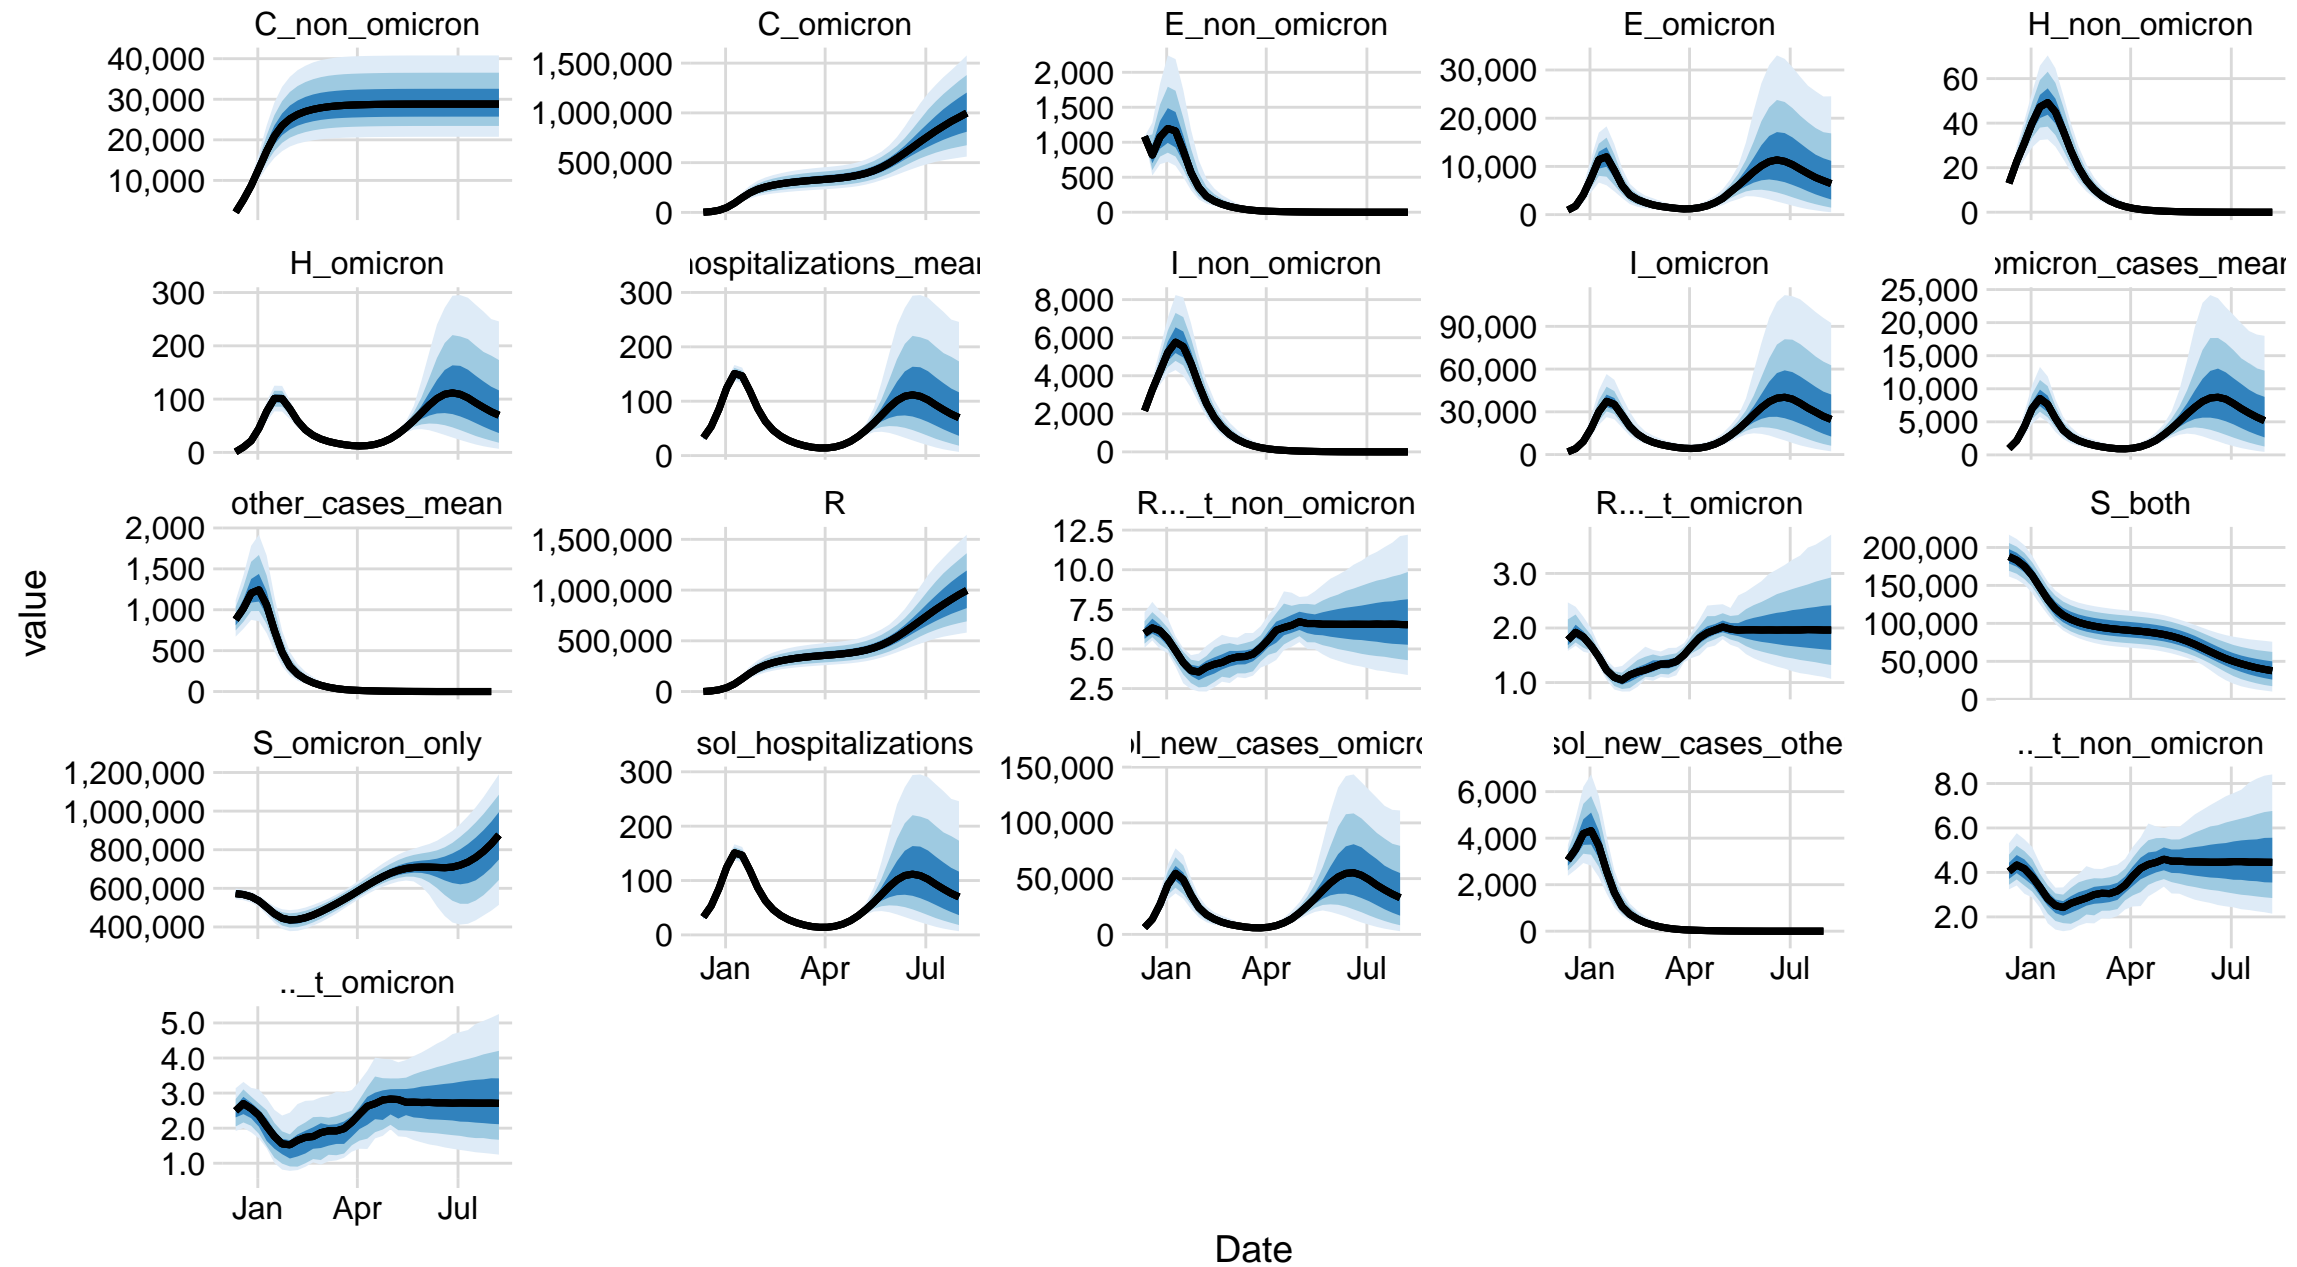 C_non_omicron C_omicron E_non_omicron E_omicron H_non_omicron
40,000 30,000 20,000 10,000
1,500,000 1,000,000 500,000 0
2,000 1,500 1,000 500 0
30,000 20,000 10,000 0
60 40 20 0
H_omicron hospitalizations_mean I_non_omicron I_omicron omicron_cases_mean
300 200 100 0
300 200 100 0
8,000 6,000 4,000 2,000 0
90,000 60,000 30,000 0
25,000 20,000 15,000 10,000 5,000 0
other_cases_mean R R..._t_non_omicron R..._t_omicron S_both
2,000 1,500 1,000 500 0
1,500,000 1,000,000 500,000 0
12.5 10.0 7.5 5.0 2.5
3.0 2.0 1.0
200,000 150,000 100,000 50,000 0
S_omicron_only sol_hospitalizations ol_new_cases_omicro sol_new_cases_othe .._t_non_omicron
1,200,000 1,000,000 800,000 600,000 400,000
300 200 100 0
150,000 100,000 50,000 0
6,000 4,000 2,000 0
8.0 6.0 4.0 2.0
Jan Apr Jul
Jan Apr Jul
Jan Apr Jul
Jan Apr Jul
.._t_omicron
5.0 4.0 3.0 2.0 1.0
Jan Apr Jul
value
Date